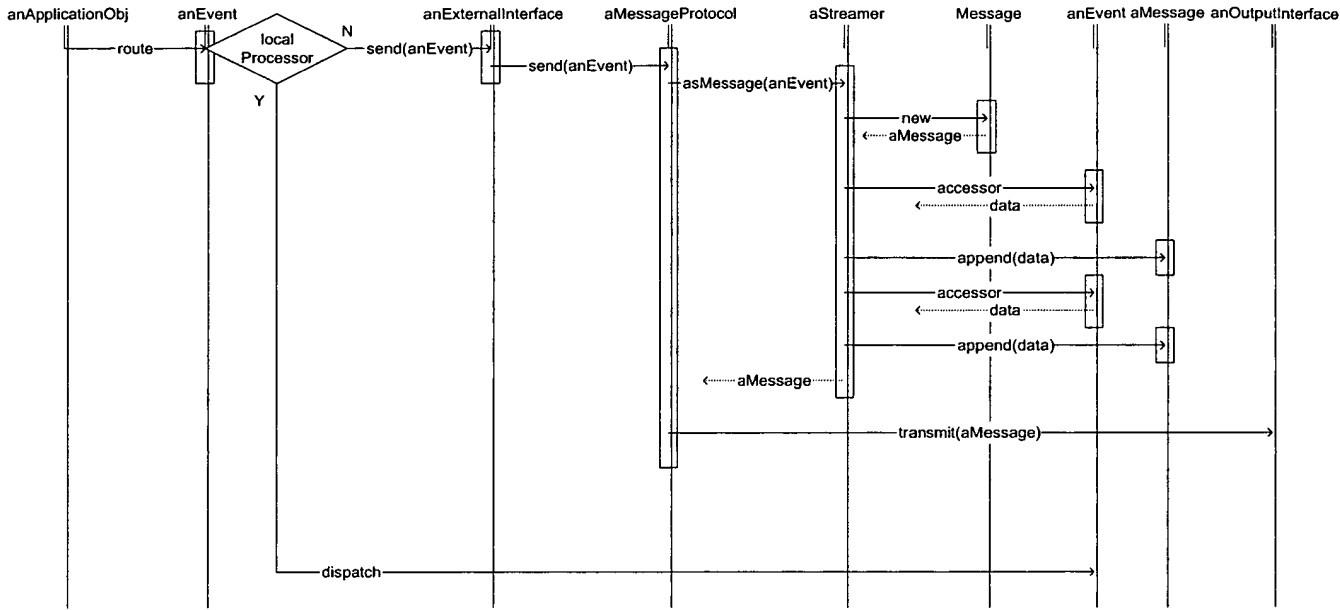 anApplicationObj anEvent anExternalInterface aMessageProtocol aStreamer Message anEvent aMessage anOutputInterface
route
local
Processor
N
send(anEvent)
Y
send(anEvent)
asMessage(anEvent)
new
aMessage
accessor
data
append(data)
accessor
data
append(data)
aMessage
transmit(aMessage)
dispatch